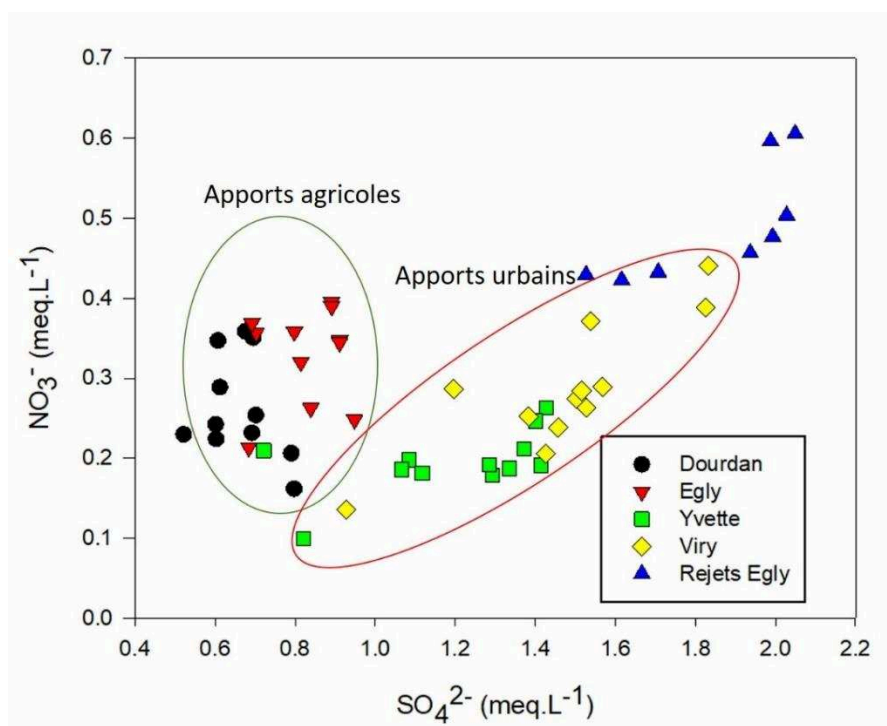 0.7
0.6
0.5
0.4
0.3
0.2
0.1
0.0
NO₃⁻ (meq.L⁻¹)
Apports agricoles
Apports urbains
Dourdan
Egly
Yvette
Viry
Rejets Egly
0.4 0.6 0.8 1.0 1.2 1.4 1.6 1.8 2.0 2.2
SO₄²⁻ (meq.L⁻¹)